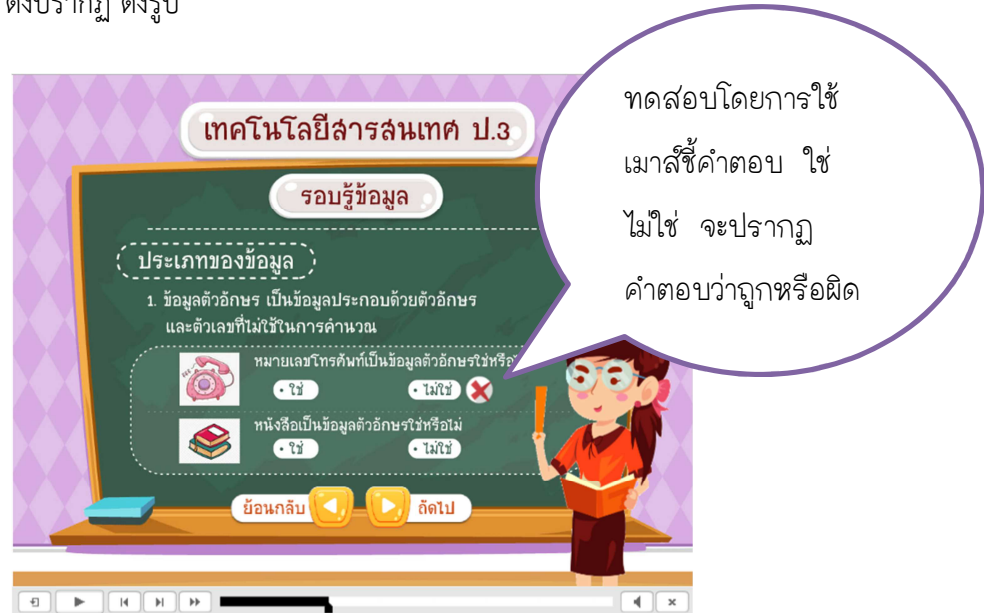 ดังปรากฏ ดังรูป
ทดสอบโดยการใช้
เมาส์ชี้คำตอบ ใช่
ไม่ใช่ จะปรากฏ
คำตอบว่าถูกหรือผิด
เทคโนโลยีสารสนเทศ ป.3
รอบรู้ข้อมูล
ประเภทของข้อมูล
1. ข้อมูลตัวอักษร เป็นข้อมูลประกอบด้วยตัวอักษร
และตัวเลขที่ไม่ใช้ในการคำนวณ
หมายเลขโทรศัพท์เป็นข้อมูลตัวอักษรใช่หรือ
• ใช่ • ไม่ใช่
หนังสือเป็นข้อมูลตัวอักษรใช่หรือไม่
• ใช่ • ไม่ใช่
ย้อนกลับ ถัดไป